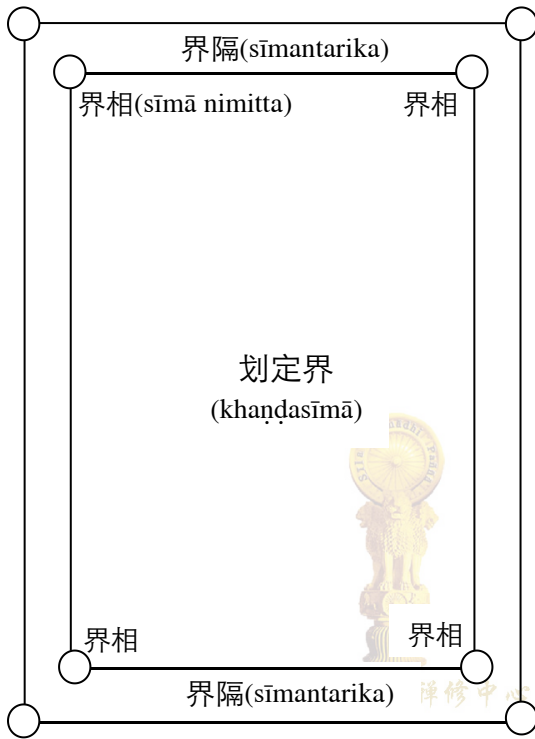 界隔(sīmantarika)
界相(sīmā nimitta) 界相
划定界
(khaṇḍasīmā)
界相 界相
界隔(sīmantarika)
禅修中心